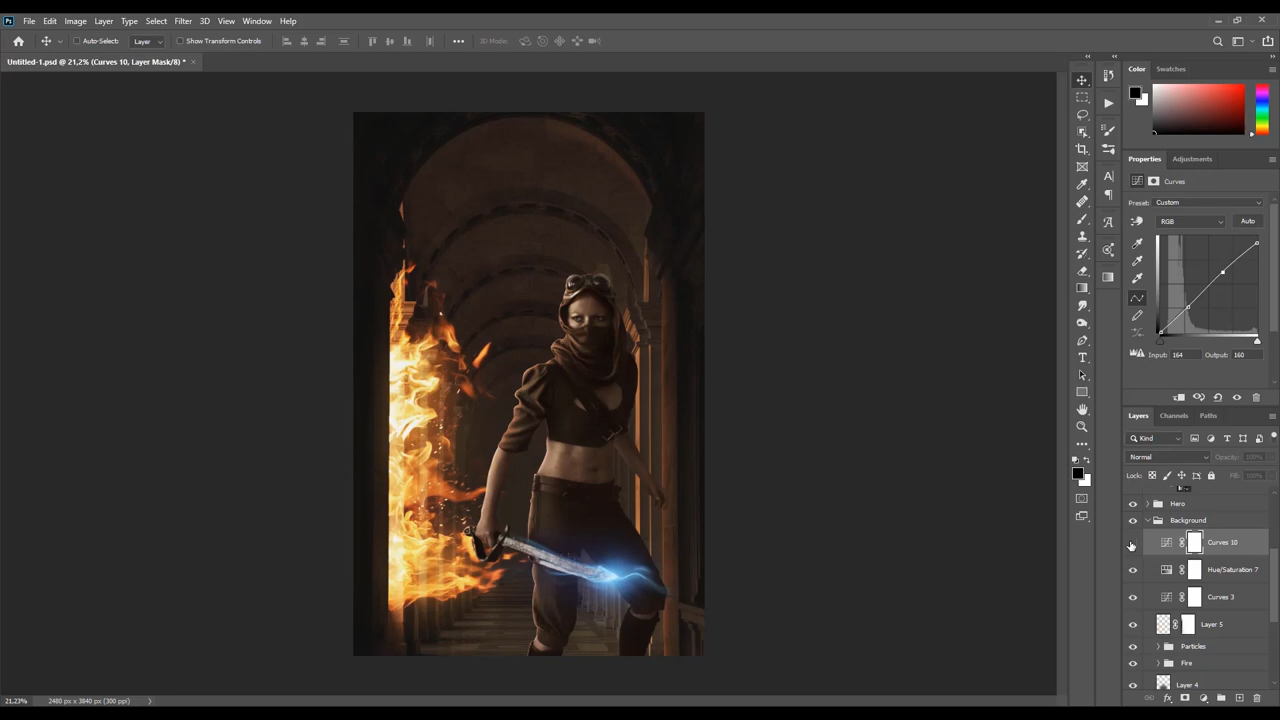 Ps File Edit Image Layer Type Select Filter 3D View Window Help
Auto-Select: Layer Show Transform Controls 3D Mode:
Untitled-1.psd @ 21,2% (Curves 10, Layer Mask/8) * ×
Color Swatches
Properties Adjustments
Curves
Preset: Custom
RGB Auto
Input: 164 Output: 160
Layers Channels Paths
Kind
Normal Opacity: 100%
Lock: Fill: 100%
Hero
Background
Curves 10
Hue/Saturation 7
Curves 3
Layer 5
Particles
Fire
Layer 4
21,23% 2480 px x 3840 px (300 ppi)